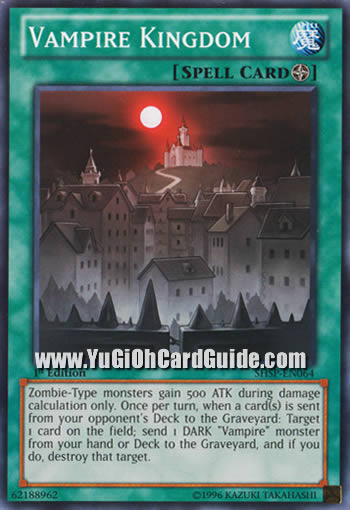 VAMPIRE KINGDOM
魔
[SPELL CARD]
www.YuGiOhCardGuide.com
1st Edition
SHSP-EN064
Zombie-Type monsters gain 500 ATK during damage
calculation only. Once per turn, when a card(s) is sent
from your opponent's Deck to the Graveyard: Target
1 card on the field; send 1 DARK "Vampire" monster
from your hand or Deck to the Graveyard, and if you
do, destroy that target.
62188962
©1996 KAZUKI TAKAHASHI